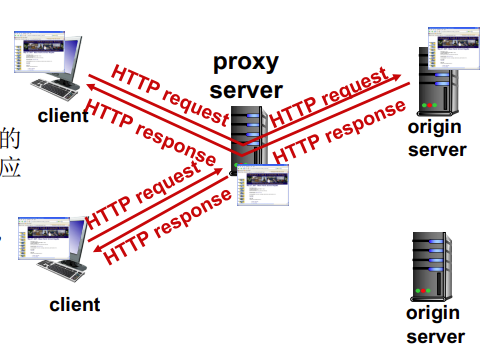 proxy
server
HTTP request
HTTP request
client
HTTP response
HTTP response
origin
server
的
应
HTTP request
HTTP response
client
origin
server